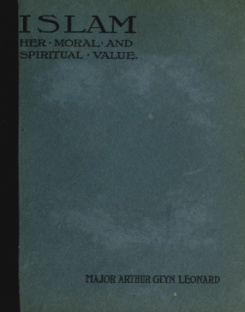 ISLAM
HER · MORAL · AND
SPIRITUAL · VALUE.
MAJOR ARTHUR GLYN LEONARD